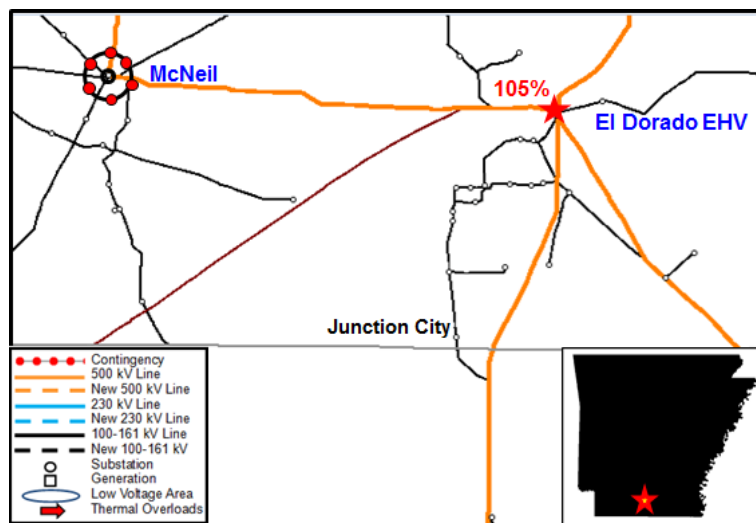 McNeil
105%
El Dorado EHV
Junction City
Contingency
500 kV Line
New 500 kV Line
230 kV Line
New 230 kV Line
100-161 kV Line
New 100-161 kV
Substation
Generation
Low Voltage Area
Thermal Overloads